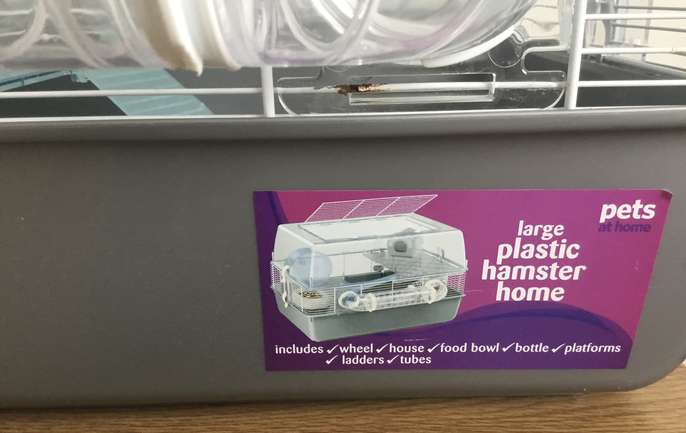 pets
at home
large
plastic
hamster
home
includes ✓ wheel ✓ house ✓ food bowl ✓ bottle ✓ platforms
✓ ladders ✓ tubes